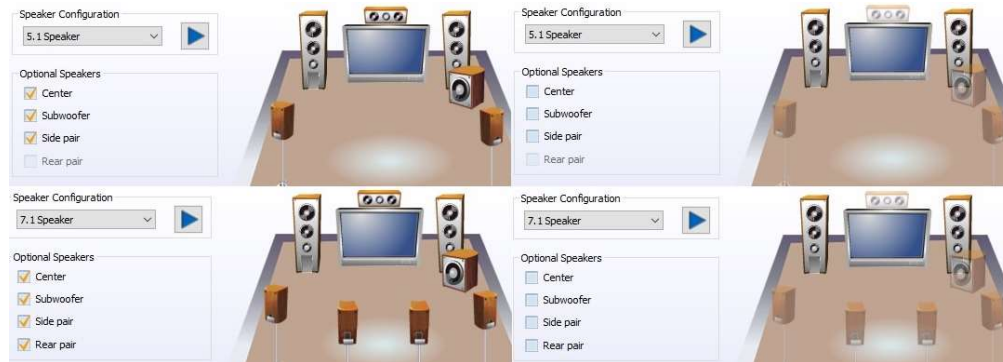 Speaker Configuration
5.1 Speaker
Optional Speakers
Center
Subwoofer
Side pair
Rear pair
Speaker Configuration
5.1 Speaker
Optional Speakers
Center
Subwoofer
Side pair
Rear pair
Speaker Configuration
7.1 Speaker
Optional Speakers
Center
Subwoofer
Side pair
Rear pair
Speaker Configuration
7.1 Speaker
Optional Speakers
Center
Subwoofer
Side pair
Rear pair